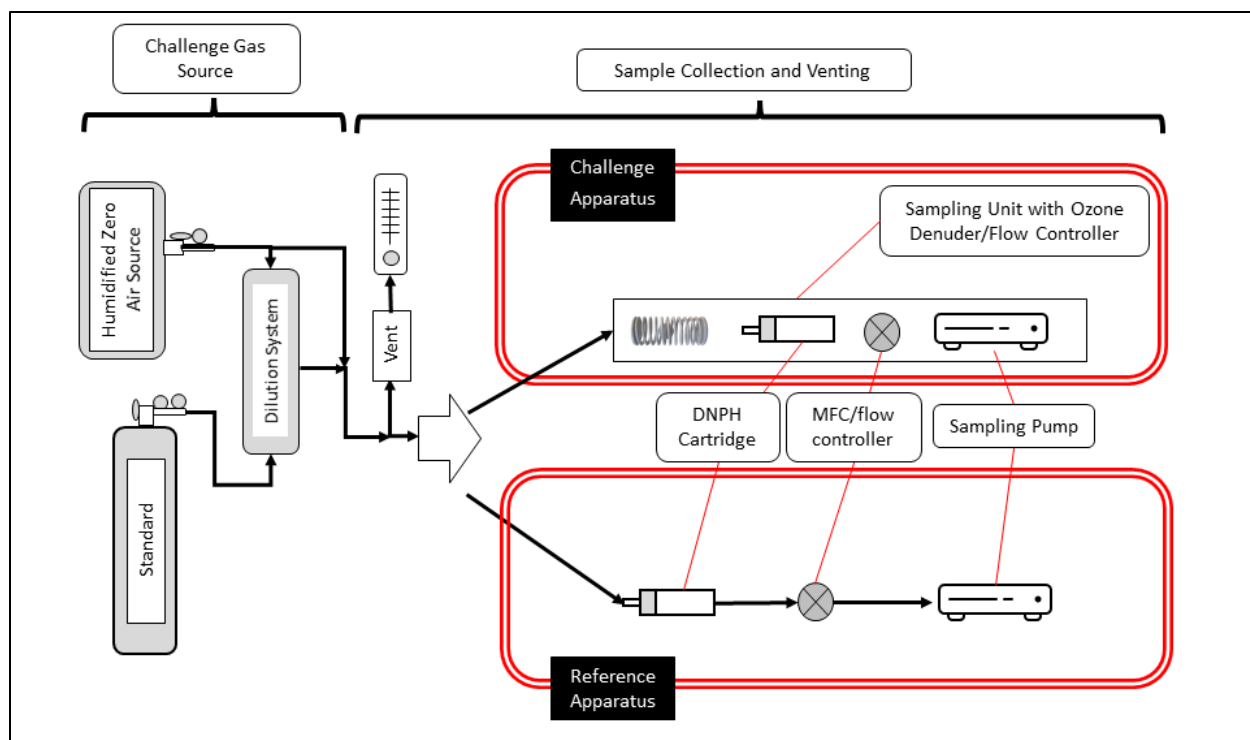 Challenge Gas
Source
Sample Collection and Venting
Challenge
Apparatus
Sampling Unit with Ozone
Denuder/Flow Controller
Humidified Zero
Air Source
Dilution System
Vent
Standard
DNPH
Cartridge
MFC/flow
controller
Sampling Pump
Reference
Apparatus